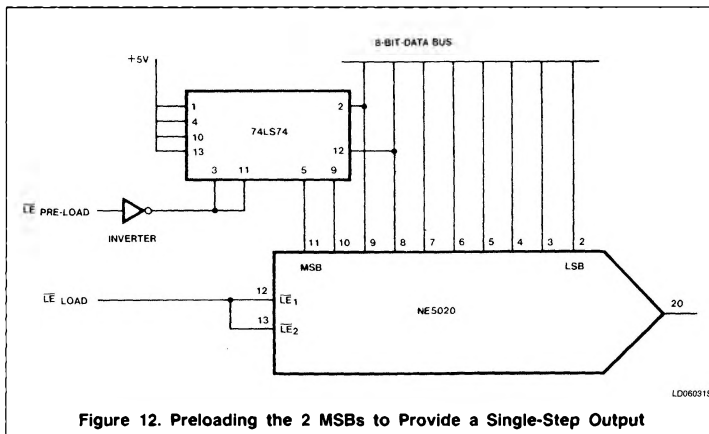 8-BIT-DATA BUS
+5V
1
4
10
13
74LS74
2
12
3
11
5
9
LE PRE-LOAD
INVERTER
11
10
9
8
7
6
5
4
3
2
MSB
LSB
LE LOAD
12
LE1
13
LE2
NE5020
20
LD06031S
Figure 12. Preloading the 2 MSBs to Provide a Single-Step Output